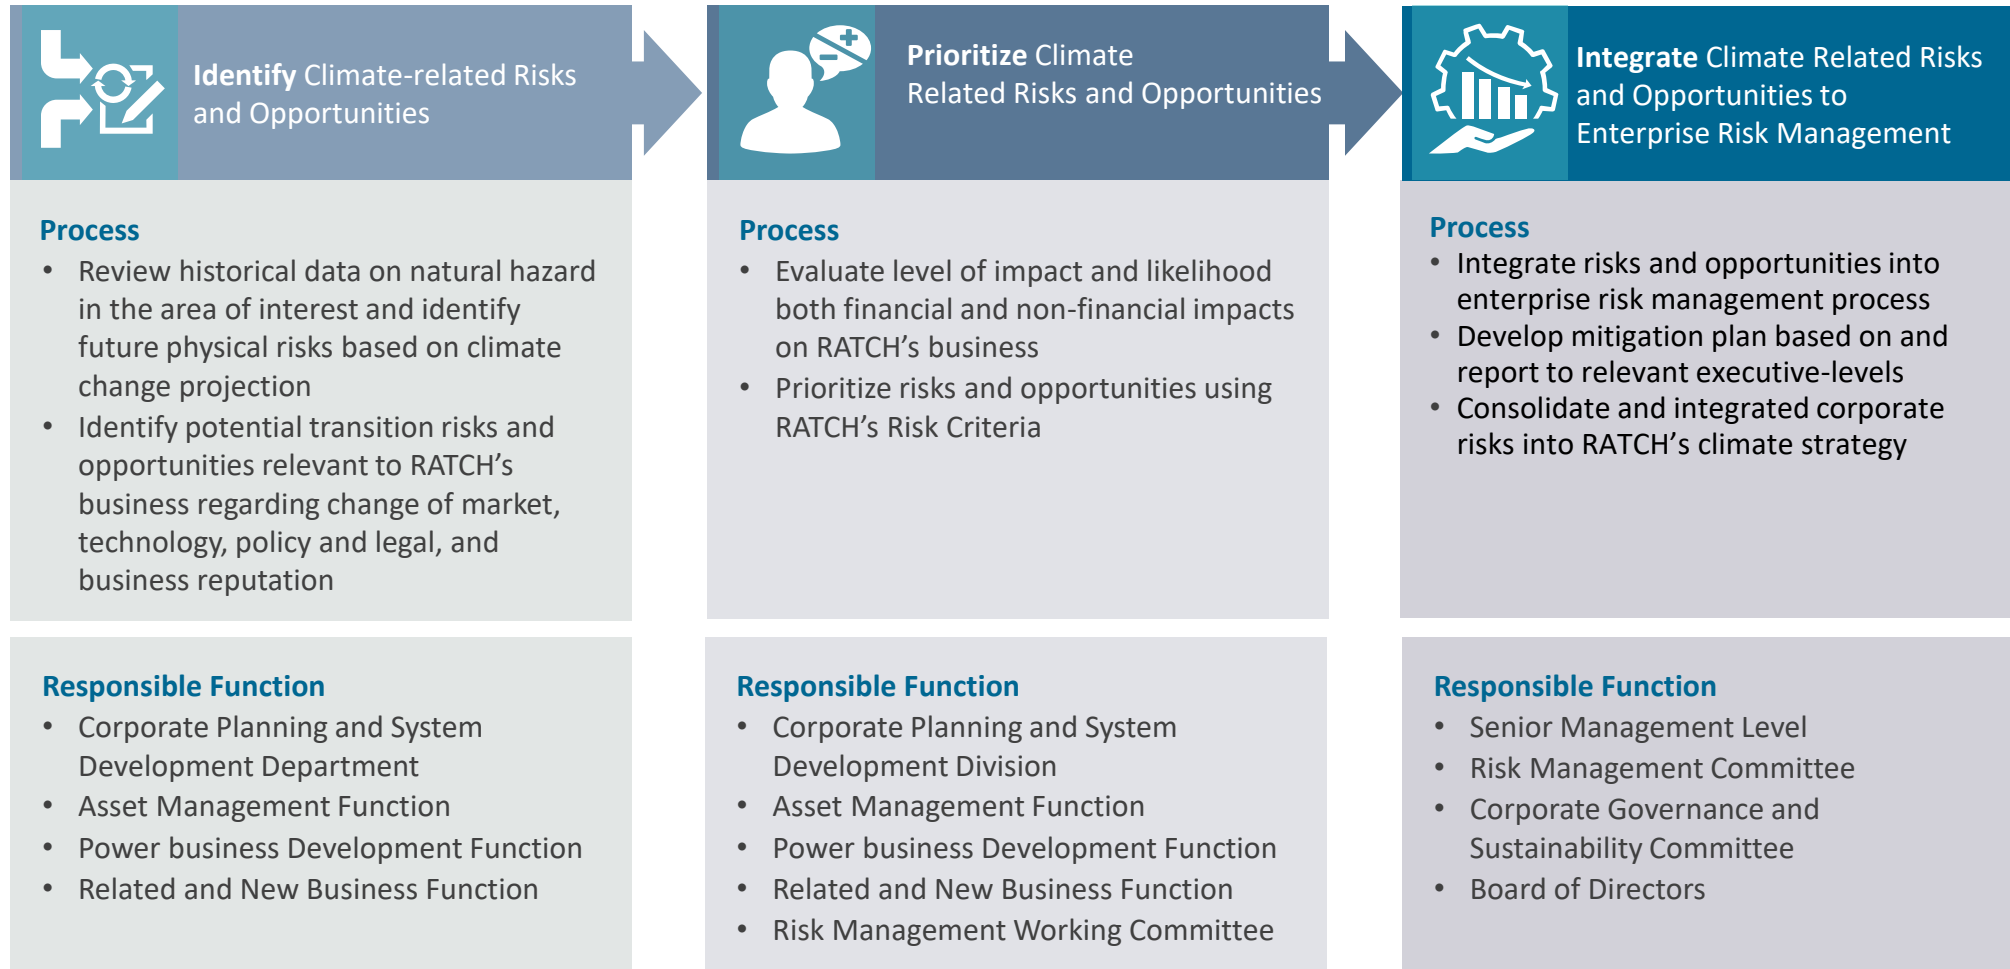 Identify Climate-related Risks
and Opportunities
Process
• Review historical data on natural hazard
in the area of interest and identify
future physical risks based on climate
change projection
• Identify potential transition risks and
opportunities relevant to RATCH’s
business regarding change of market,
technology, policy and legal, and
business reputation
Responsible Function
• Corporate Planning and System
Development Department
• Asset Management Function
• Power business Development Function
• Related and New Business Function
Prioritize Climate
Related Risks and Opportunities
Process
• Evaluate level of impact and likelihood
both financial and non-financial impacts
on RATCH’s business
• Prioritize risks and opportunities using
RATCH’s Risk Criteria
Responsible Function
• Corporate Planning and System
Development Division
• Asset Management Function
• Power business Development Function
• Related and New Business Function
• Risk Management Working Committee
Integrate Climate Related Risks
and Opportunities to
Enterprise Risk Management
Process
• Integrate risks and opportunities into
enterprise risk management process
• Develop mitigation plan based on and
report to relevant executive-levels
• Consolidate and integrated corporate
risks into RATCH’s climate strategy
Responsible Function
• Senior Management Level
• Risk Management Committee
• Corporate Governance and
Sustainability Committee
• Board of Directors